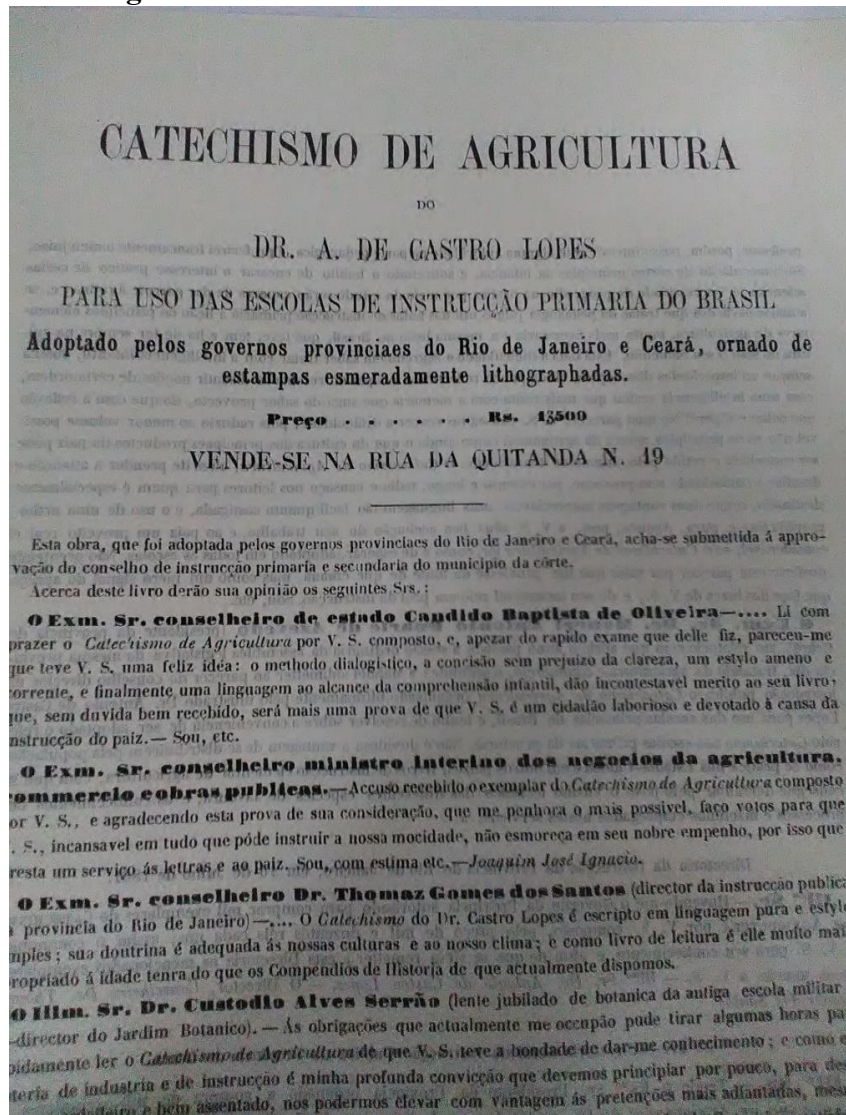 CATECHISMO DE AGRICULTURA
DO
DR. A. DE CASTRO LOPES
PARA USO DAS ESCOLAS DE INSTRUCÇÃO PRIMARIA DO BRASIL
Adoptado pelos governos provinciaes do Rio de Janeiro e Ceará, ornado de
estampas esmeradamente lithographadas.
Preço . . . . . . Rs. 1$500
VENDE-SE NA RUA DA QUITANDA N. 19
Esta obra, que foi adoptada pelos governos provinciaes do Rio de Janeiro e Ceará, acha-se submettida á appro-
vação do conselho de instrucção primaria e secundaria do municipio da côrte.
Acerca deste livro derão sua opinião os seguintes Srs.:
O Exm. Sr. conselheiro de estado Candido Baptista de Oliveira—.... Li com
prazer o Catechismo de Agricultura por V. S. composto, e, apezar do rapido exame que delle fiz, pareceu-me
que teve V. S. uma feliz idéa: o methodo dialogistico, a concisão sem prejuizo da clareza, um estylo ameno e
corrente, e finalmente uma linguagem ao alcance da comprehensão infantil, dão incontestavel merito ao seu livro,
que, sem duvida bem recebido, será mais uma prova de que V. S. é um cidadão laborioso e devotado á causa da
nstrucção do paiz.— Sou, etc.
O Exm. Sr. conselheiro ministro interino dos negocios da agricultura,
commercio e obras publicas.—Accuso recebido o exemplar do Catechismo de Agricultura composto
or V. S., e agradecendo esta prova de sua consideração, que me penhora o mais possivel, faço votos para que
. S., incansavel em tudo que póde instruir a nossa mocidade, não esmoreça em seu nobre empenho, por isso que
resta um serviço ás lettras e ao paiz. Sou, com estima etc.—Joaquim José Ignacio.
O Exm. Sr. conselheiro Dr. Thomaz Gomes dos Santos (director da instrucção publica
provincia do Rio de Janeiro)—.... O Catechismo do Dr. Castro Lopes é escripto em linguagem pura e estylo
mples; sua doutrina é adequada ás nossas culturas e ao nosso clima; e como livro de leitura é elle muito mai
ropriado á idade tenra do que os Compendios de Historia de que actualmente dispomos.
O Illm. Sr. Dr. Custodio Alves Serrão (lente jubilado de botanica da antiga escola militar
-director do Jardim Botanico).— Ás obrigações que actualmente me occupão pude tirar algumas horas pa
pidamente ler o Catechismo de Agricultura de que V. S. teve a bondade de dar-me conhecimento; e como e
teria de industria e de instrucção é minha profunda convicção que devemos principiar por pouco, para de
e bem assentado, nos podermos elevar com vantagem ás pretenções mais adiantadas, mes